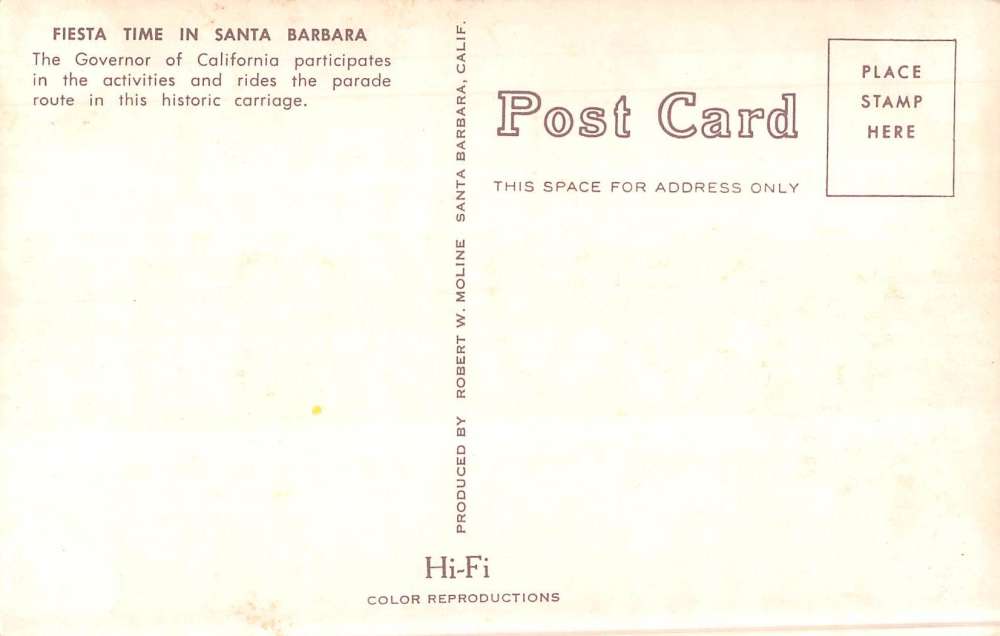 FIESTA TIME IN SANTA BARBARA
The Governor of California participates
in the activities and rides the parade
route in this historic carriage.
PRODUCED BY ROBERT W. MOLINE SANTA BARBARA, CALIF.
Post Card
THIS SPACE FOR ADDRESS ONLY
PLACE
STAMP
HERE
Hi-Fi
COLOR REPRODUCTIONS